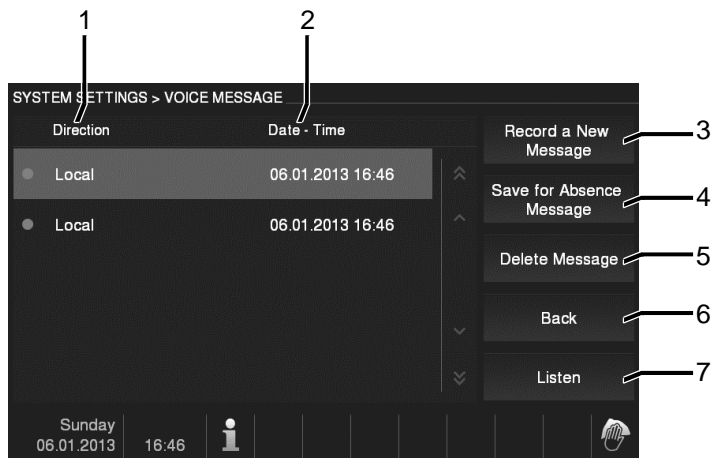 1 2
SYSTEM SETTINGS > VOICE MESSAGE
Direction Date - Time
Local 06.01.2013 16:46
Local 06.01.2013 16:46
Record a New
Message
3
Save for Absence
Message
4
Delete Message 5
Back 6
Listen 7
Sunday
06.01.2013 16:46